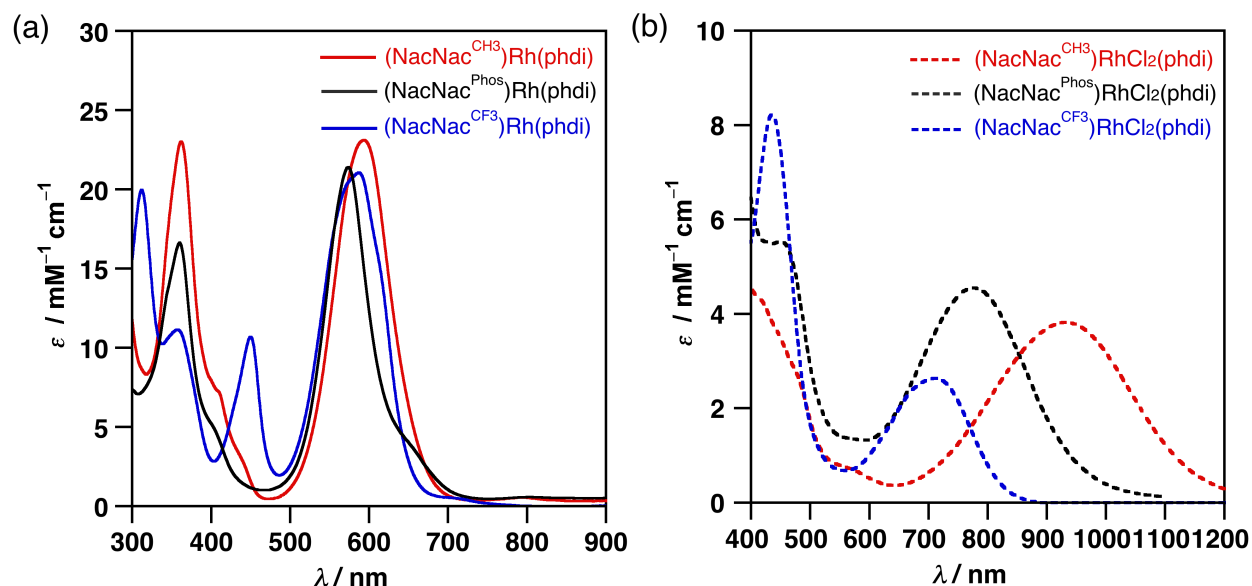 (a)
30
25
20
15
10
5
0
ε / mM⁻¹ cm⁻¹
(NacNac^CH3)Rh(phdi)
(NacNac^Phos)Rh(phdi)
(NacNac^CF3)Rh(phdi)
300 400 500 600 700 800 900
λ / nm
(b)
10
8
6
4
2
0
ε / mM⁻¹ cm⁻¹
(NacNac^CH3)RhCl₂(phdi)
(NacNac^Phos)RhCl₂(phdi)
(NacNac^CF3)RhCl₂(phdi)
400 500 600 700 800 900 1000 1100 1200
λ / nm